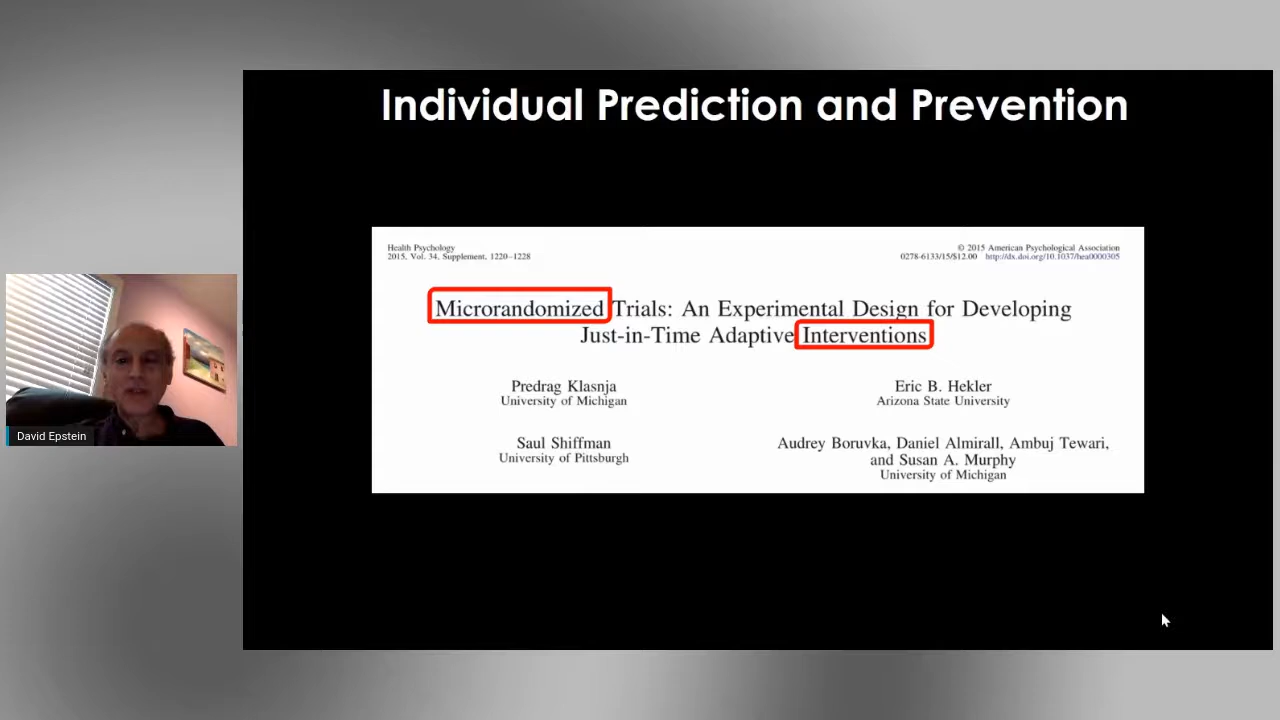 Individual Prediction and Prevention
Health Psychology
2015, Vol. 34, Supplement, 1220–1228
© 2015 American Psychological Association
0278-6133/15/$12.00 http://dx.doi.org/10.1037/hea0000305
Microrandomized Trials: An Experimental Design for Developing
Just-in-Time Adaptive Interventions
Predrag Klasnja
University of Michigan
Eric B. Hekler
Arizona State University
Saul Shiffman
University of Pittsburgh
Audrey Boruvka, Daniel Almirall, Ambuj Tewari,
and Susan A. Murphy
University of Michigan
David Epstein